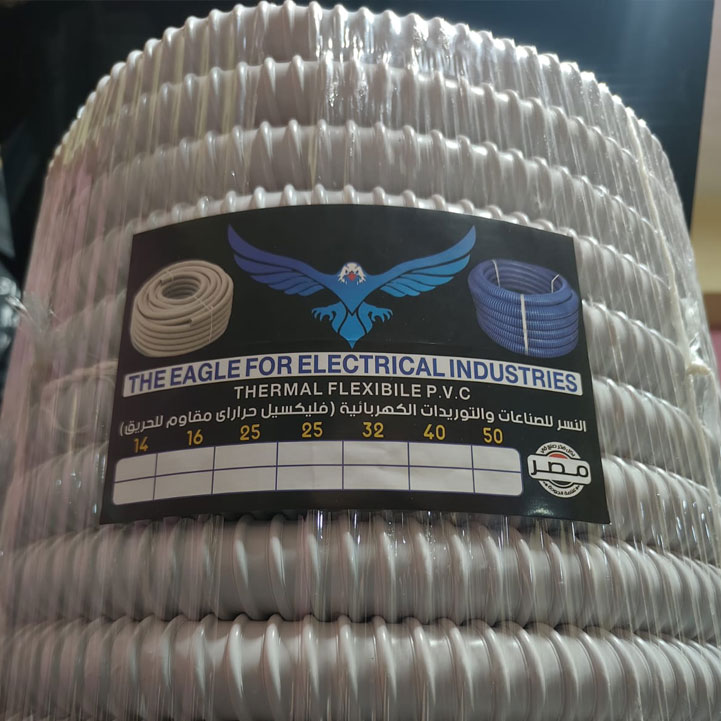 THE EAGLE FOR ELECTRICAL INDUSTRIES
THERMAL FLEXIBILE P.V.C
النسر للصناعات والتوريدات الكهربائية (فليكسيل حراراى مقاوم للحريق)
14 16 25 25 32 40 50
مصر